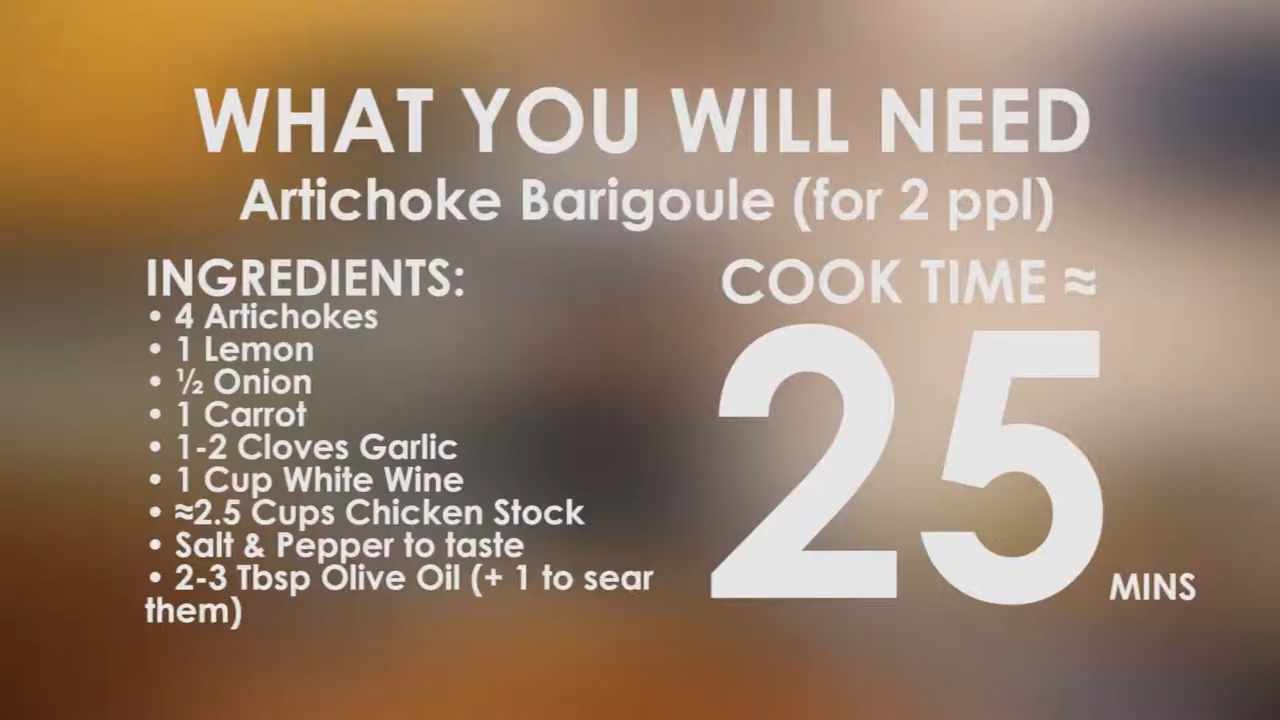 WHAT YOU WILL NEED
Artichoke Barigoule (for 2 ppl)
INGREDIENTS:
• 4 Artichokes
• 1 Lemon
• ½ Onion
• 1 Carrot
• 1-2 Cloves Garlic
• 1 Cup White Wine
• ≈2.5 Cups Chicken Stock
• Salt & Pepper to taste
• 2-3 Tbsp Olive Oil (+ 1 to sear
them)
COOK TIME ≈
25 MINS